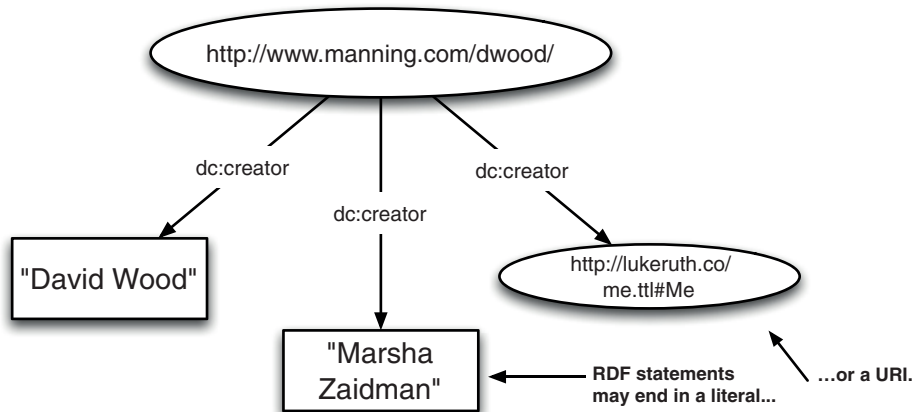 http://www.manning.com/dwood/
dc:creator
dc:creator
dc:creator
"David Wood"
http://lukeruth.co/
me.ttl#Me
"Marsha
Zaidman"
RDF statements
may end in a literal...
…or a URI.